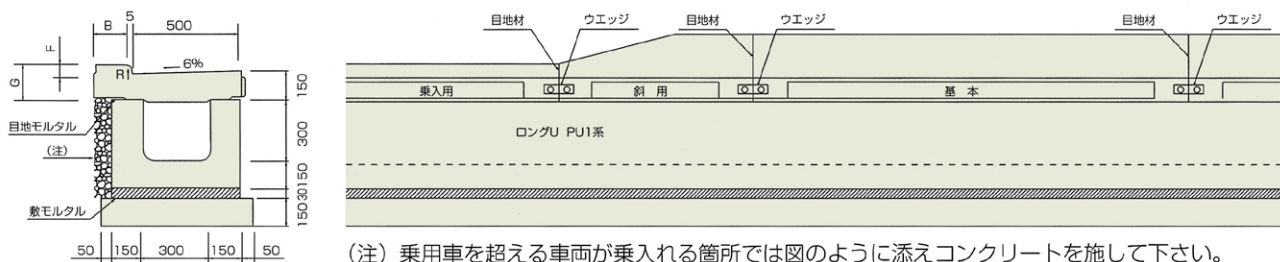 B
5
500
F
G
R1
6%
150
300
150
30
150
目地モルタル
(注)
敷モルタル
50
150
300
150
50
目地材
ウエッジ
目地材
ウエッジ
目地材
ウエッジ
乗入用
斜用
基本
ロングU PU1系
(注) 乗用車を超える車両が乗入れる箇所では図のように添えコンクリートを施して下さい。